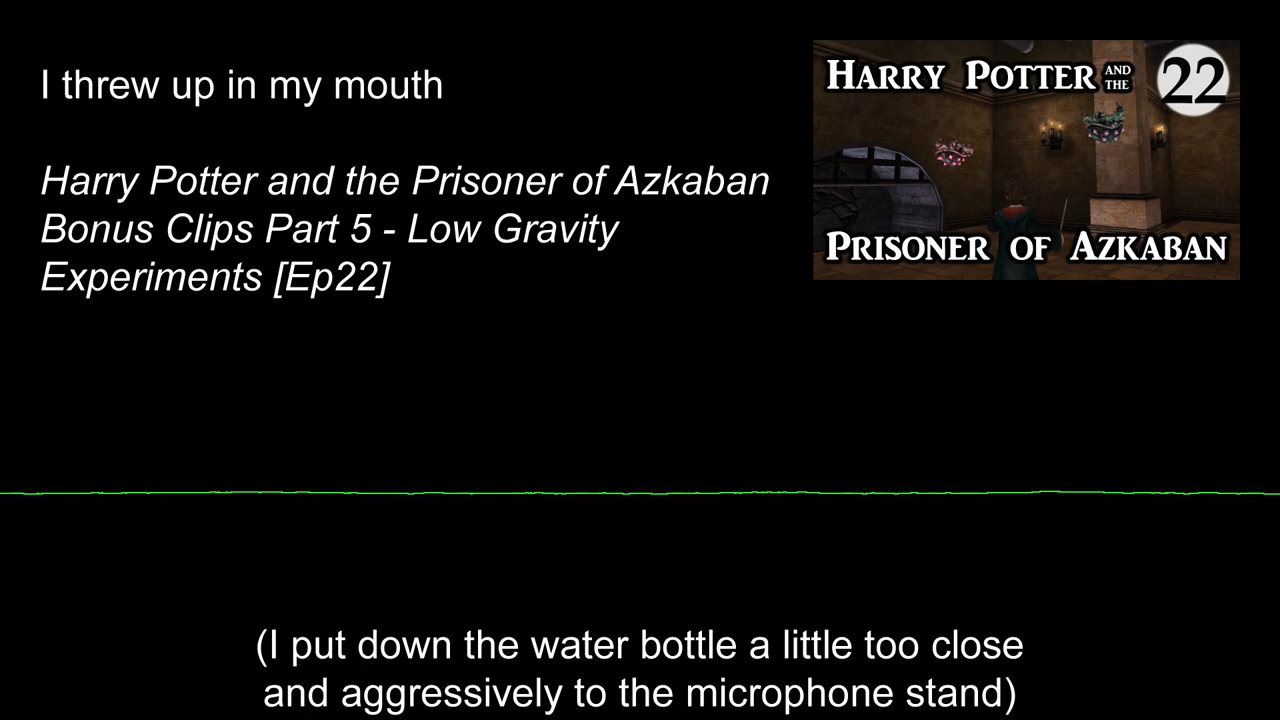 I threw up in my mouth
Harry Potter and the Prisoner of Azkaban
Bonus Clips Part 5 - Low Gravity
Experiments [Ep22]
HARRY POTTER AND THE 22
PRISONER OF AZKABAN
(I put down the water bottle a little too close
and aggressively to the microphone stand)